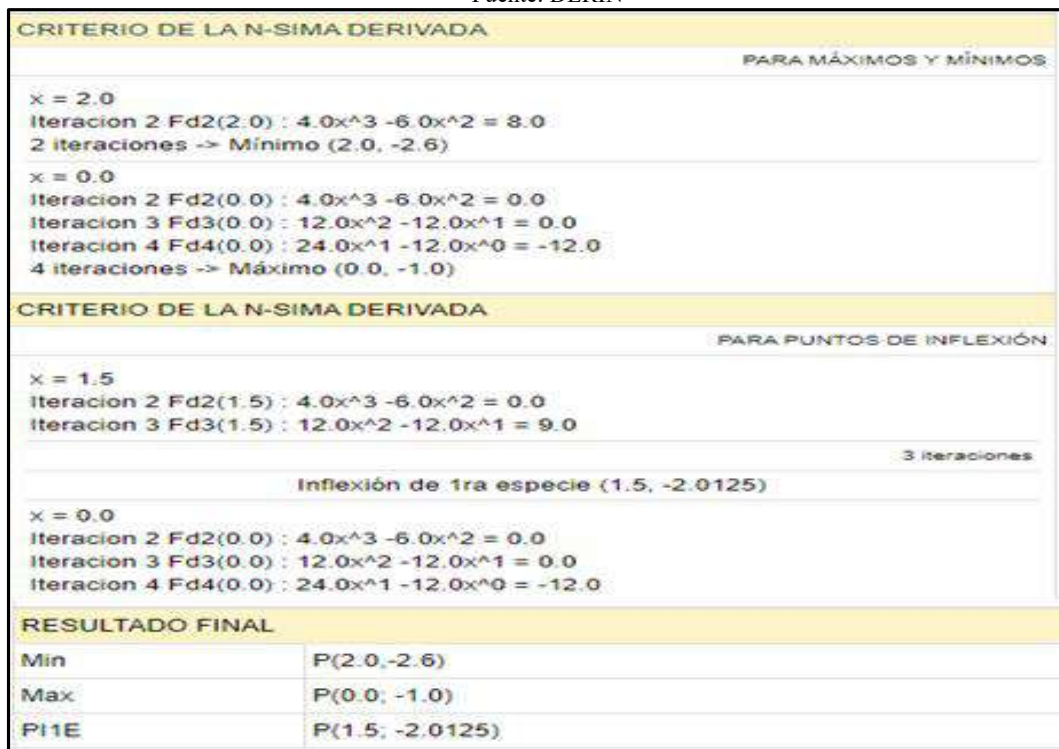 Fuente: DERIN
CRITERIO DE LA N-SIMA DERIVADA
PARA MÁXIMOS Y MÍNIMOS
x = 2.0
Iteracion 2 Fd2(2.0) : 4.0x^3 -6.0x^2 = 8.0
2 iteraciones -> Mínimo (2.0, -2.6)
x = 0.0
Iteracion 2 Fd2(0.0) : 4.0x^3 -6.0x^2 = 0.0
Iteracion 3 Fd3(0.0) : 12.0x^2 -12.0x^1 = 0.0
Iteracion 4 Fd4(0.0) : 24.0x^1 -12.0x^0 = -12.0
4 iteraciones -> Máximo (0.0, -1.0)
CRITERIO DE LA N-SIMA DERIVADA
PARA PUNTOS DE INFLEXIÓN
x = 1.5
Iteracion 2 Fd2(1.5) : 4.0x^3 -6.0x^2 = 0.0
Iteracion 3 Fd3(1.5) : 12.0x^2 -12.0x^1 = 9.0
3 iteraciones
Inflexión de 1ra especie (1.5, -2.0125)
x = 0.0
Iteracion 2 Fd2(0.0) : 4.0x^3 -6.0x^2 = 0.0
Iteracion 3 Fd3(0.0) : 12.0x^2 -12.0x^1 = 0.0
Iteracion 4 Fd4(0.0) : 24.0x^1 -12.0x^0 = -12.0
RESULTADO FINAL
Min P(2.0,-2.6)
Max P(0.0; -1.0)
PI1E P(1.5; -2.0125)